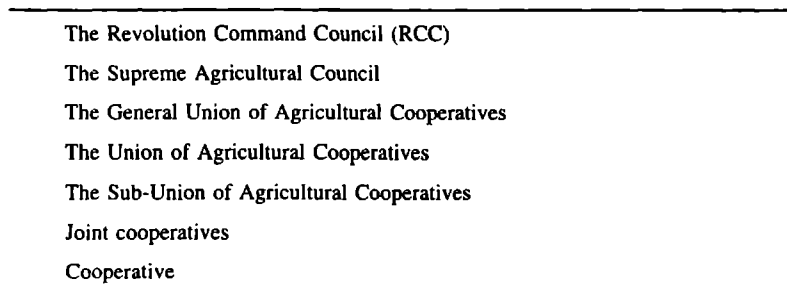 The Revolution Command Council (RCC)
The Supreme Agricultural Council
The General Union of Agricultural Cooperatives
The Union of Agricultural Cooperatives
The Sub-Union of Agricultural Cooperatives
Joint cooperatives
Cooperative